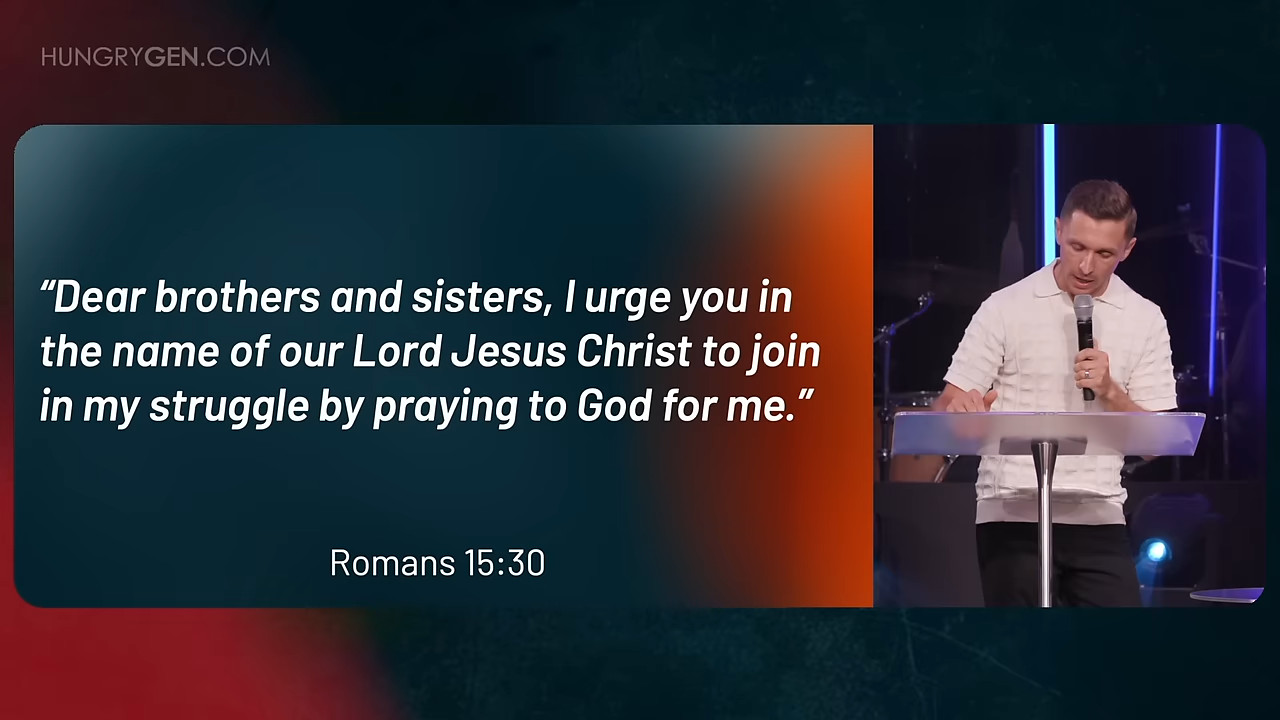 HUNGRYGEN.COM
“Dear brothers and sisters, I urge you in
the name of our Lord Jesus Christ to join
in my struggle by praying to God for me.”
Romans 15:30